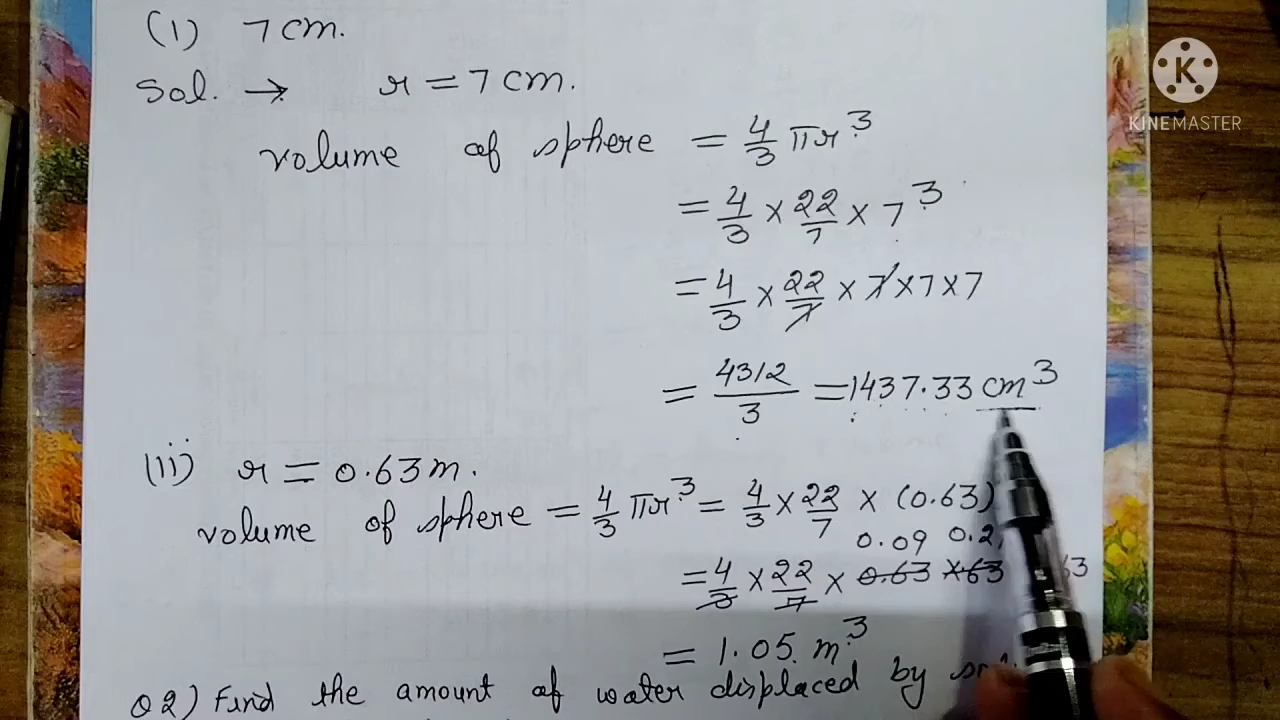 (i) 7 cm.
KINEMASTER
Sol. → r = 7 cm.
volume of sphere = 4/3 πr³
= 4/3 × 22/7 × 7³
= 4/3 × 22/7 × 7 × 7 × 7
= 4312/3 = 1437.33 cm³
(ii) r = 0.63 m.
volume of sphere = 4/3 πr³ = 4/3 × 22/7 × (0.63)
0.09 0.2
= 4/3 × 22/7 × 0.63 × 63 63
= 1.05 m³
Q2) Find the amount of water displaced by